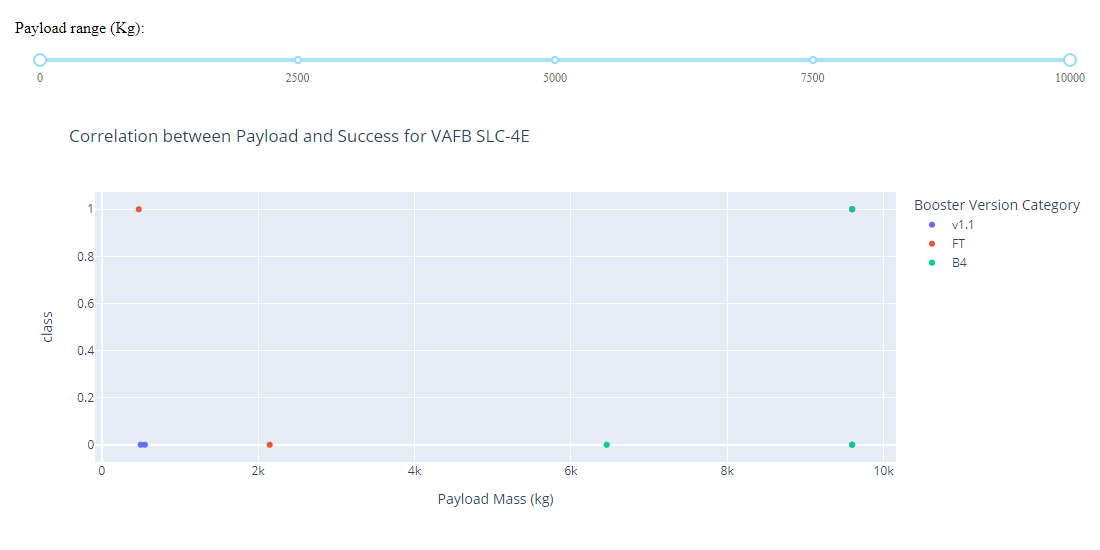 Payload range (Kg):
0 2500 5000 7500 10000
Correlation between Payload and Success for VAFB SLC-4E
1
0.8
0.6
0.4
0.2
0
class
0 2k 4k 6k 8k 10k
Payload Mass (kg)
Booster Version Category
v1.1
FT
B4